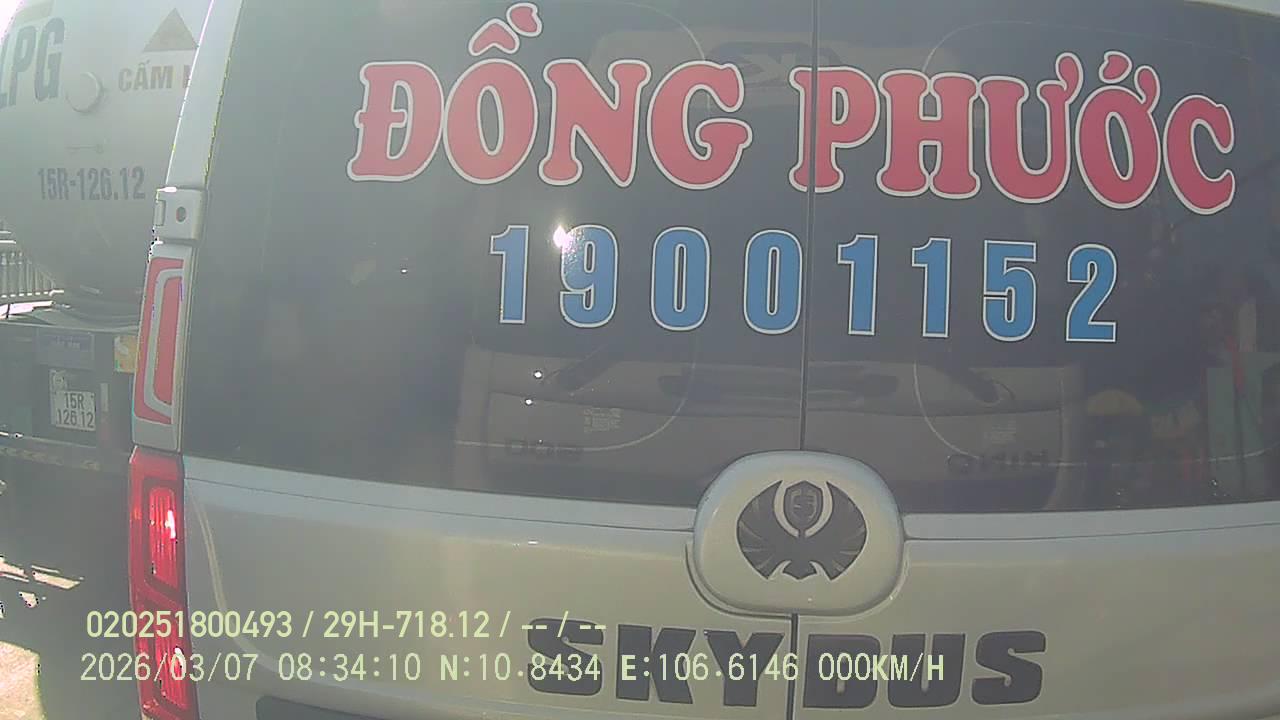 LPG
CẤM
15R-126.12
15R
126.12
ĐỒNG PHƯỚC
19001152
SKYBUS
020251800493 / 29H-718.12 / -- / --
2026/03/07 08:34:10 N:10.8434 E:106.6146 000KM/H